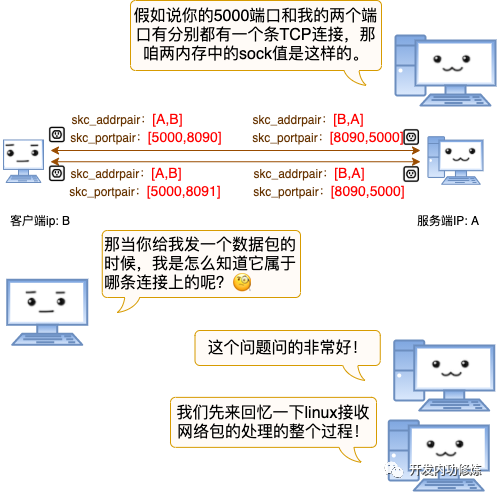 假如说你的5000端口和我的两个端
口有分别都有一个条TCP连接，那
咱两内存中的sock值是这样的。
skc_addrpair：[A,B]
skc_portpair：[5000,8090]
skc_addrpair：[B,A]
skc_portpair：[8090,5000]
skc_addrpair：[A,B]
skc_portpair：[5000,8091]
skc_addrpair：[B,A]
skc_portpair：[8090,5000]
客户端ip: B
服务端IP: A
那当你给我发一个数据包的
时候，我是怎么知道它属于
哪条连接上的呢？
这个问题问的非常好！
我们先来回忆一下linux接收
网络包的处理的整个过程！
开发内功修炼